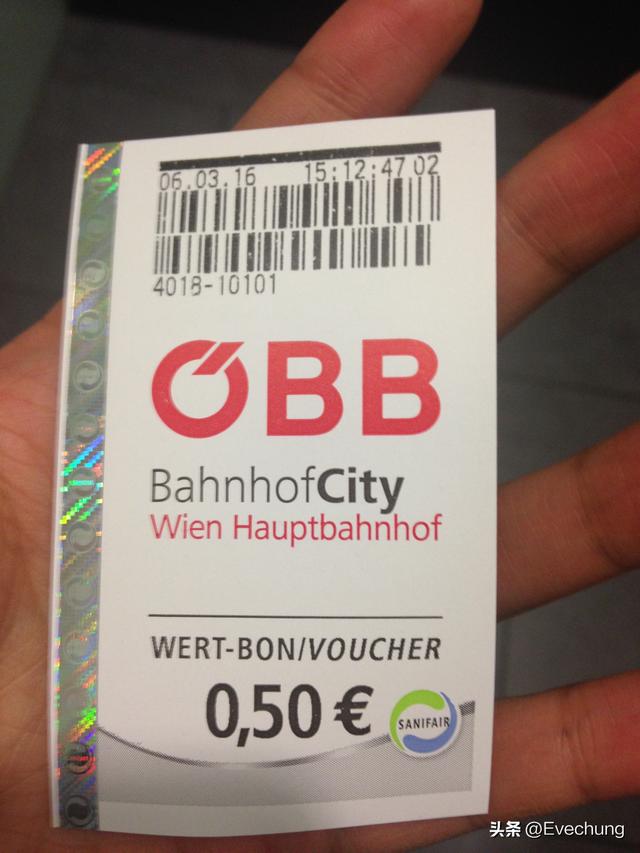 06.03.16 15:12:47 02
4018-10101
ÖBB
BahnhofCity
Wien Hauptbahnhof
WERT-BON/VOUCHER
0,50 €
SANIFAIR
头条 @Evechung